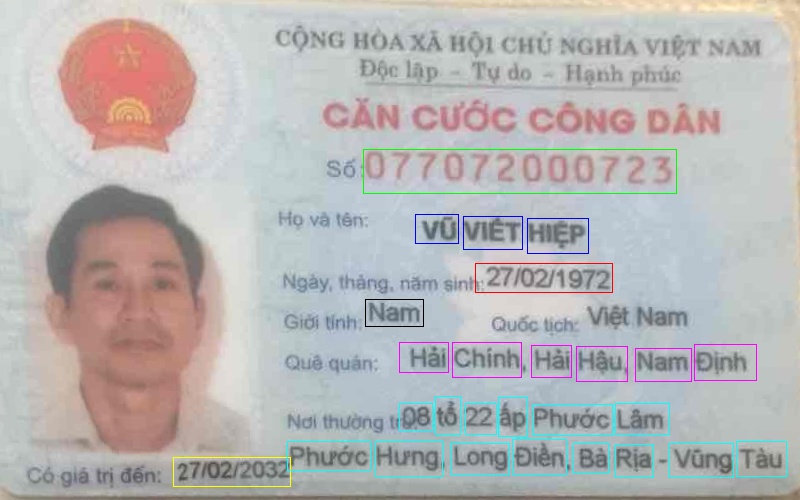 CỘNG HÒA XÃ HỘI CHỦ NGHĨA VIỆT NAM
Độc lập - Tự do - Hạnh phúc
CĂN CƯỚC CÔNG DÂN
Số: 077072000723
Họ và tên: VŨ VIẾT HIỆP
Ngày, tháng, năm sinh: 27/02/1972
Giới tính: Nam Quốc tịch: Việt Nam
Quê quán: Hải Chính, Hải Hậu, Nam Định
Nơi thường trú: 08 tổ 22 ấp Phước Lâm
Phước Hưng, Long Điền, Bà Rịa - Vũng Tàu
Có giá trị đến: 27/02/2032